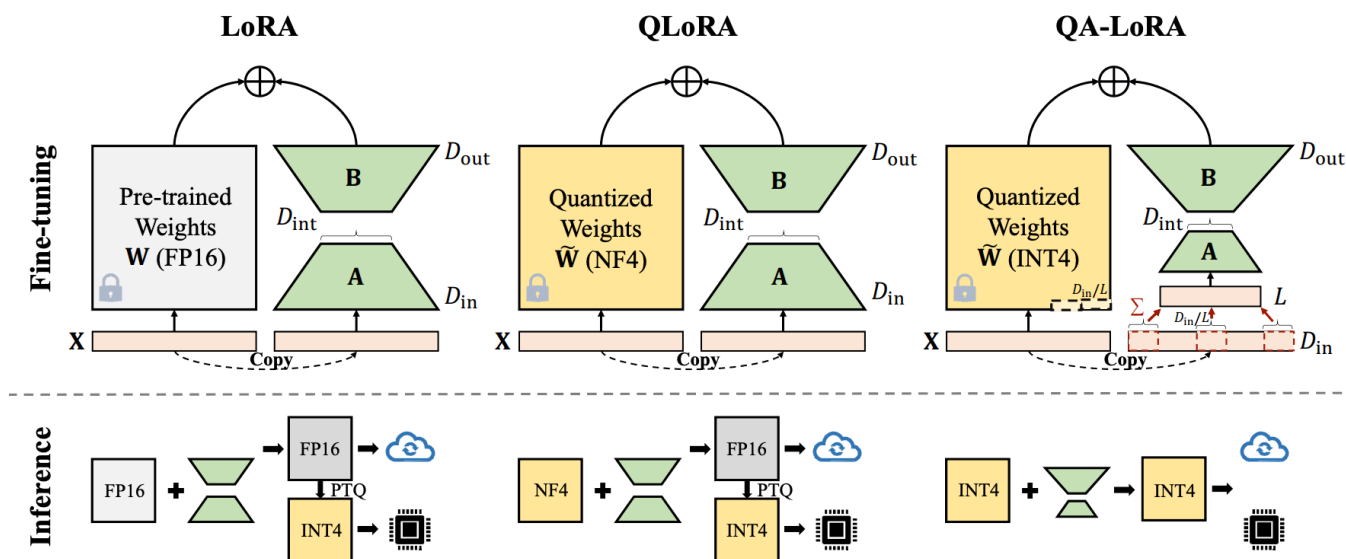 LoRA
QLoRA
QA-LoRA
Fine-tuning
Pre-trained
Weights
W (FP16)
B
A
D_out
D_int
D_in
X
Copy
Quantized
Weights
W̃ (NF4)
B
A
D_out
D_int
D_in
Copy
Quantized
Weights
W̃ (INT4)
D_in/L
B
A
D_out
D_int
L
Σ
D_in/L
D_in
X
Copy
Inference
FP16
+
FP16
PTQ
INT4
NF4
+
FP16
PTQ
INT4
INT4
+
INT4